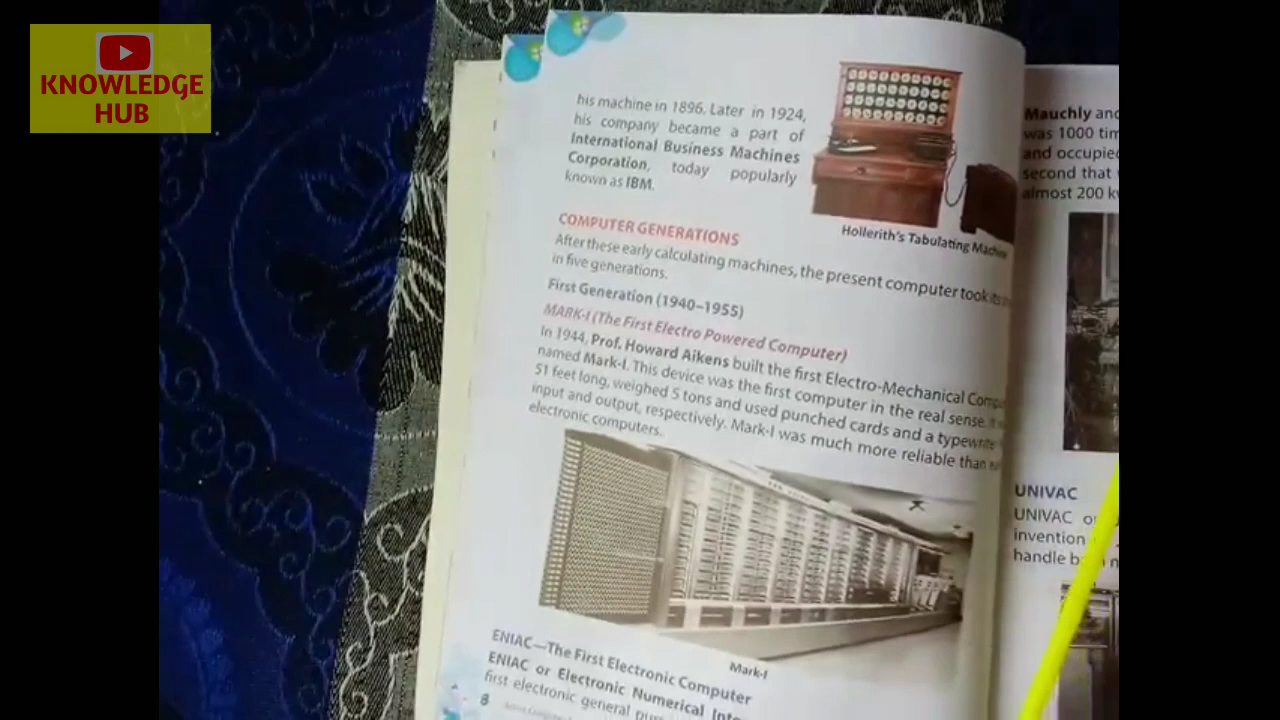 KNOWLEDGE
HUB
his machine in 1896. Later in 1924,
his company became a part of
International Business Machines
Corporation, today popularly
known as IBM.
Hollerith's Tabulating Machine
COMPUTER GENERATIONS
After these early calculating machines, the present computer took its
in five generations.
First Generation (1940–1955)
MARK-I (The First Electro Powered Computer)
In 1944, Prof. Howard Aikens built the first Electro-Mechanical
named Mark-I. This device was the first computer in the real sense.
51 feet long, weighed 5 tons and used punched cards and a
input and output, respectively. Mark-I was much more reliable than
electronic computers.
Mark-I
ENIAC—The First Electronic Computer
ENIAC or Electronic Numerical
first electronic general
8
Mauchly and
was 1000
and occupied
second that
almost 200
UNIVAC
UNIVAC
invention
handle